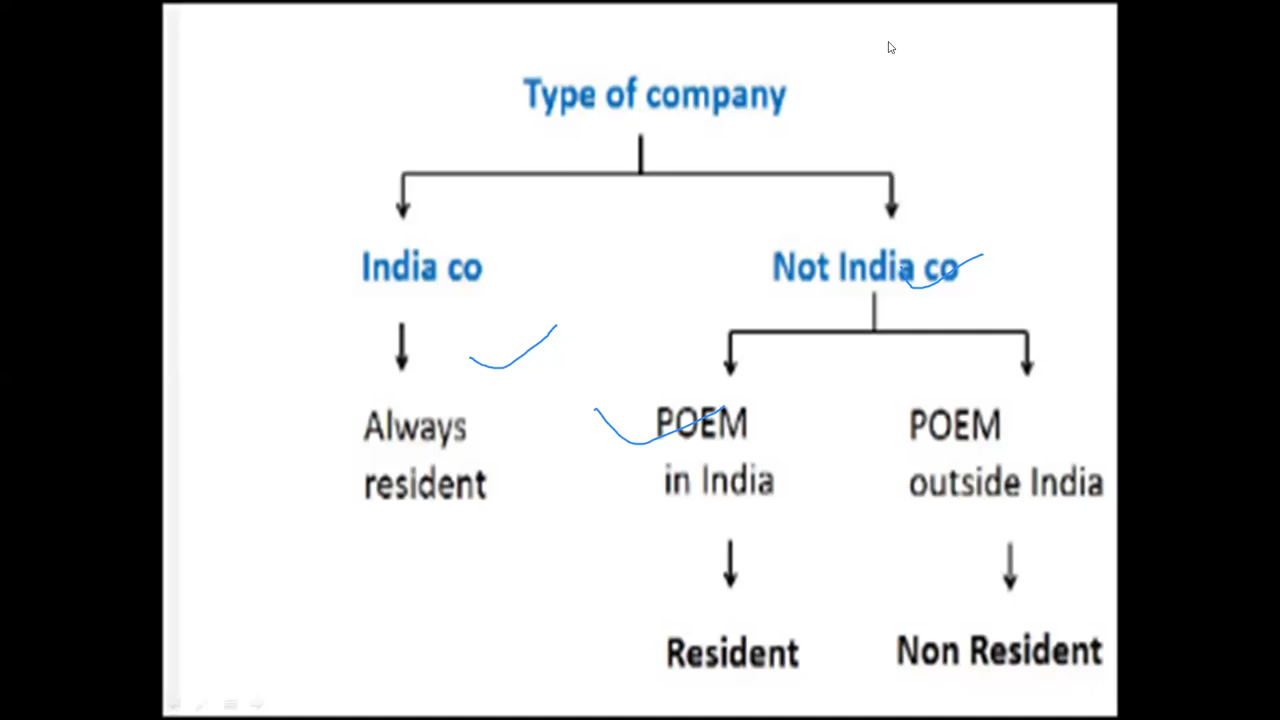 Type of company
India co
Not India co
Always
resident
POEM
in India
POEM
outside India
Resident
Non Resident